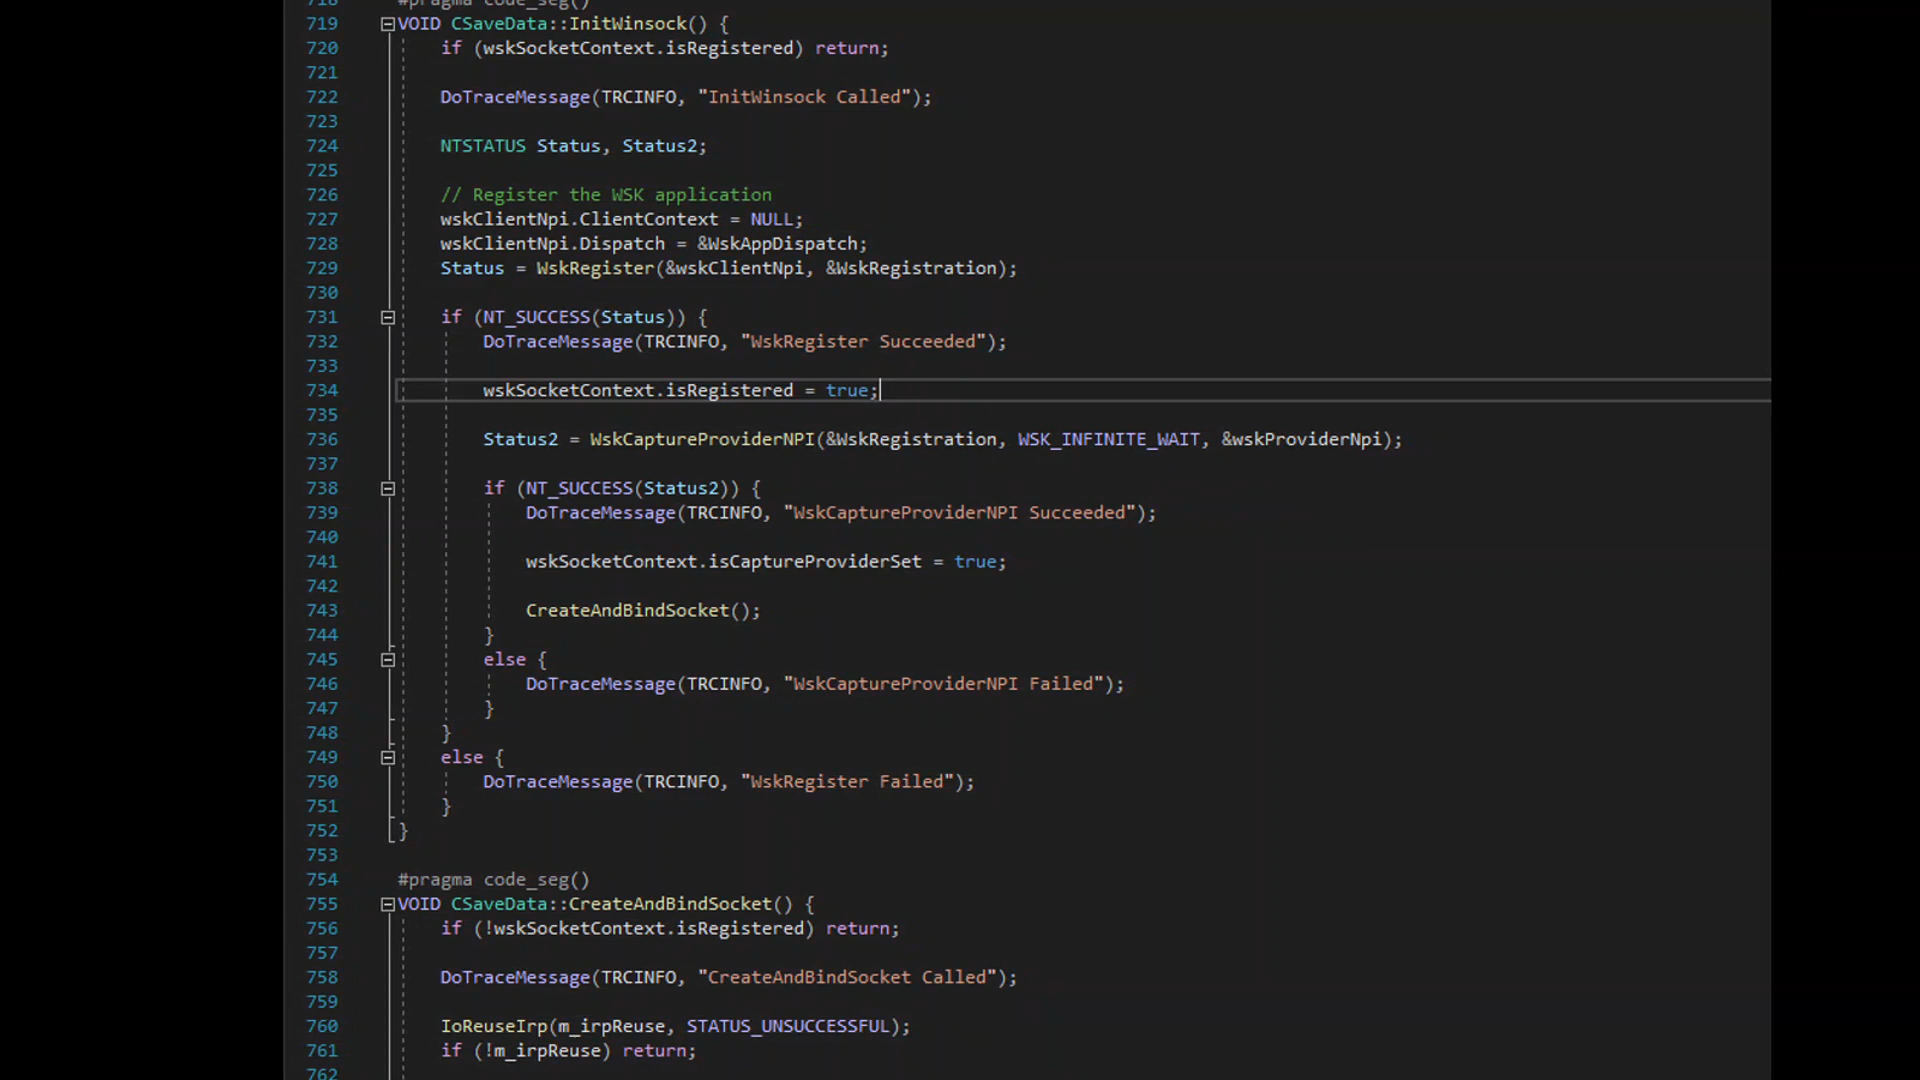 718 #pragma code_seg()
719 VOID CSaveData::InitWinsock() {
720 if (wskSocketContext.isRegistered) return;
721
722 DoTraceMessage(TRCINFO, "InitWinsock Called");
723
724 NTSTATUS Status, Status2;
725
726 // Register the WSK application
727 wskClientNpi.ClientContext = NULL;
728 wskClientNpi.Dispatch = &WskAppDispatch;
729 Status = WskRegister(&wskClientNpi, &WskRegistration);
730
731 if (NT_SUCCESS(Status)) {
732 DoTraceMessage(TRCINFO, "WskRegister Succeeded");
733
734 wskSocketContext.isRegistered = true;
735
736 Status2 = WskCaptureProviderNPI(&WskRegistration, WSK_INFINITE_WAIT, &wskProviderNpi);
737
738 if (NT_SUCCESS(Status2)) {
739 DoTraceMessage(TRCINFO, "WskCaptureProviderNPI Succeeded");
740
741 wskSocketContext.isCaptureProviderSet = true;
742
743 CreateAndBindSocket();
744 }
745 else {
746 DoTraceMessage(TRCINFO, "WskCaptureProviderNPI Failed");
747 }
748 }
749 else {
750 DoTraceMessage(TRCINFO, "WskRegister Failed");
751 }
752 }
753
754 #pragma code_seg()
755 VOID CSaveData::CreateAndBindSocket() {
756 if (!wskSocketContext.isRegistered) return;
757
758 DoTraceMessage(TRCINFO, "CreateAndBindSocket Called");
759
760 IoReuseIrp(m_irpReuse, STATUS_UNSUCCESSFUL);
761 if (!m_irpReuse) return;
762